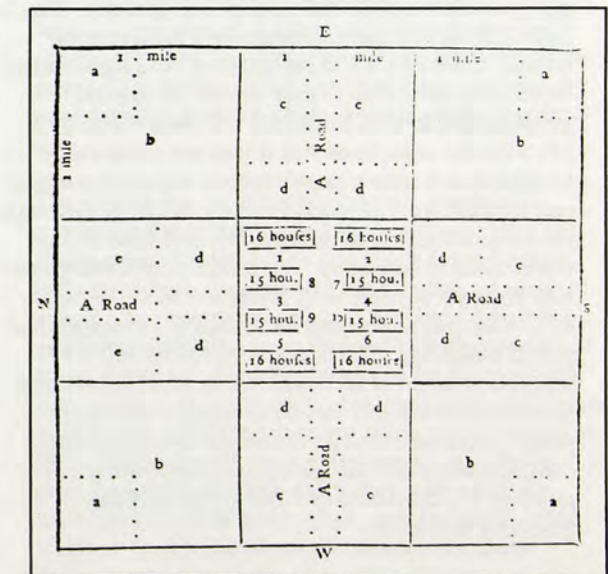 E
1 mile 1 mile 1 mile
a c c a
1 mile
b A Road b
d d
16 houſes 16 houſes
e d 1 2 d
15 hou. 8 7 15 hou.
N A Road 3 4 A Road S
15 hou. 9 10 15 hou.
e d 5 6 d c
16 houſes 16 houſes
d d
b A Road b
a c c a
W